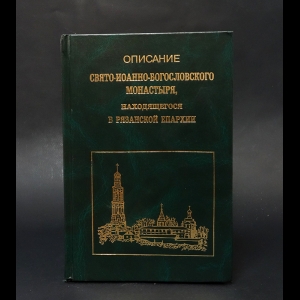 ОПИСАНИЕ
СВЯТО-ИОАННО-БОГОСЛОВСКОГО
МОНАСТЫРЯ,
НАХОДЯЩЕГОСЯ
В РЯЗАНСКОЙ ЕПАРХИИ